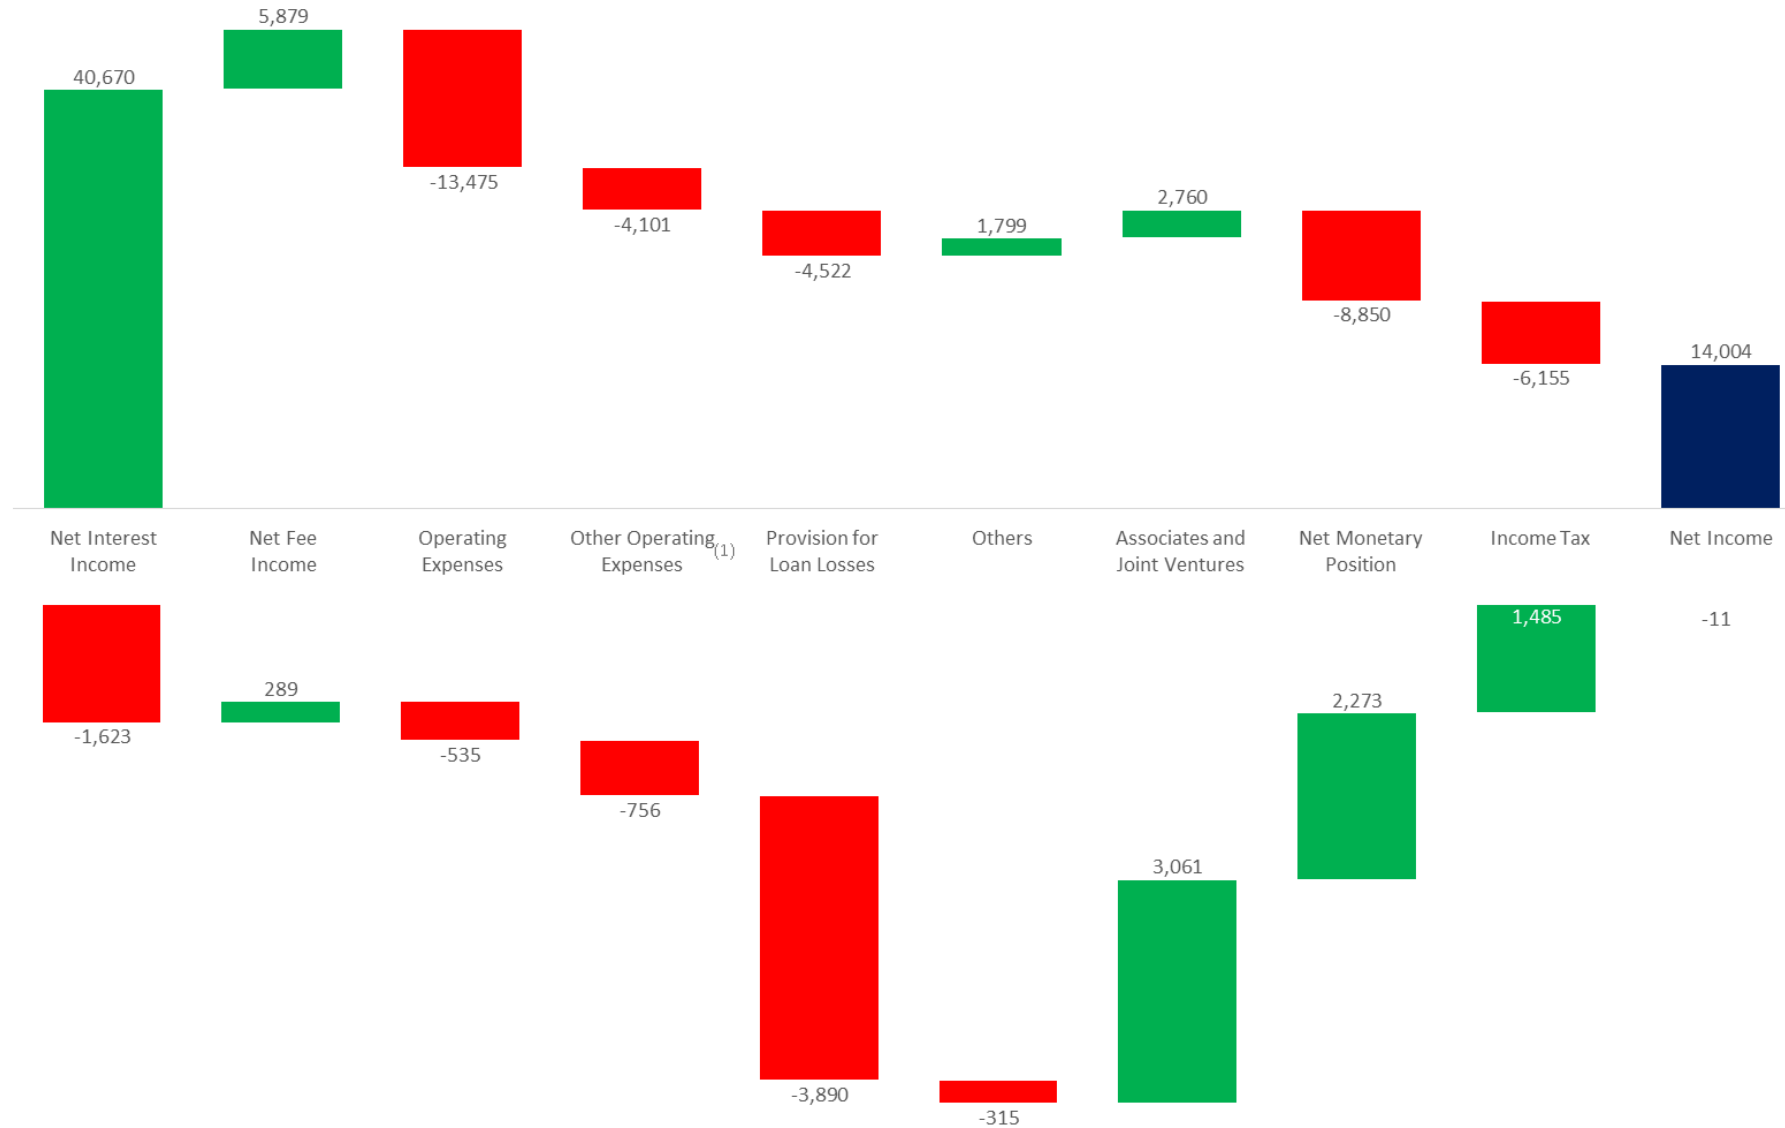 5,879
40,670
-13,475
-4,101
-4,522
1,799
2,760
-8,850
-6,155
14,004
Net Interest
Income
Net Fee
Income
Operating
Expenses
Other Operating
Expenses
(1)
Provision for
Loan Losses
Others
Associates and
Joint Ventures
Net Monetary
Position
Income Tax
Net Income
-1,623
289
-535
-756
-3,890
-315
3,061
2,273
1,485
-11